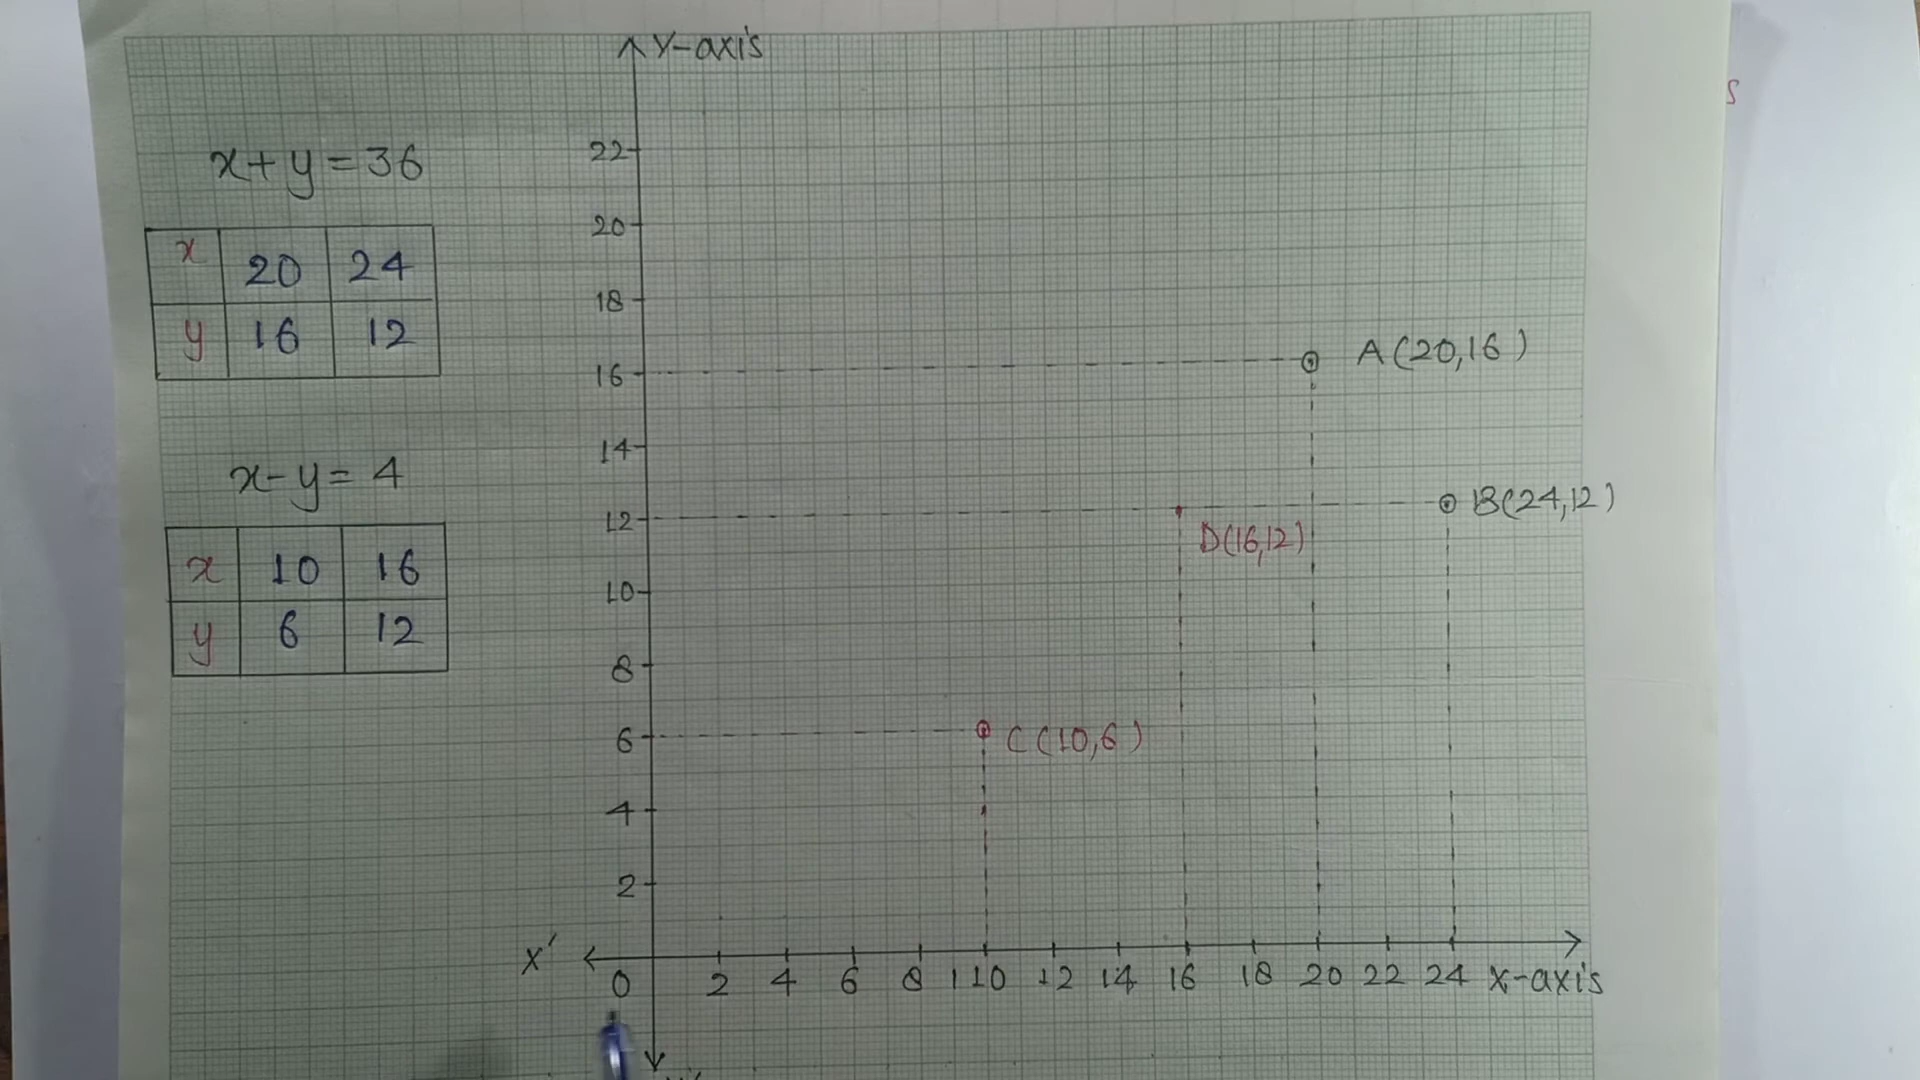 Y-axis
x+y=36
x 20 24
y 16 12
x-y=4
x 10 16
y 6 12
22
20
18
16
14
12
10
8
6
4
2
A(20,16)
B(24,12)
D(16,12)
C(10,6)
X'
0 2 4 6 8 10 12 14 16 18 20 22 24 X-axis
s